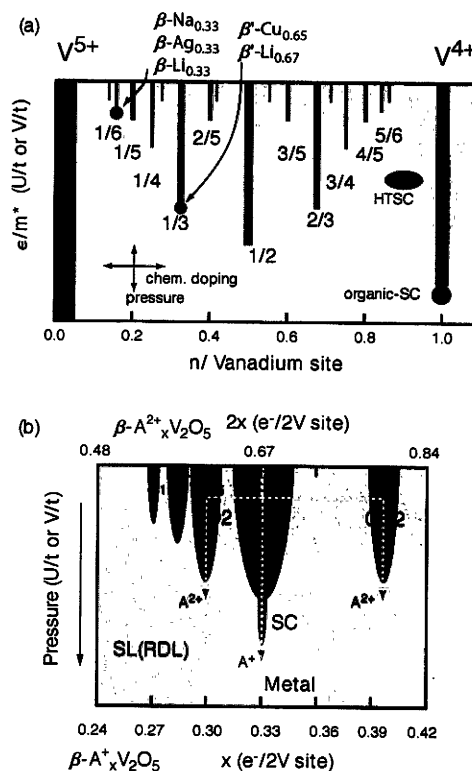 (a)
β-Na0.33
β-Ag0.33
β-Li0.33
β'-Cu0.65
β'-Li0.67
V5+
V4+
e/m* (U/t or V/t)
1/6
1/5
1/4
1/3
2/5
1/2
3/5
2/3
3/4
4/5
5/6
HTSC
organic-SC
chem. doping
pressure
0.0
0.2
0.4
0.6
0.8
1.0
n/ Vanadium site
(b)
β-A2+xV2O5 2x (e-/2V site)
0.48
0.67
0.84
Pressure (U/t or V/t)
1
2
2
A2+
A2+
SC
A+
SL(RDL)
Metal
0.24
0.27
0.30
0.33
0.36
0.39
0.42
β-A+xV2O5
x (e-/2V site)